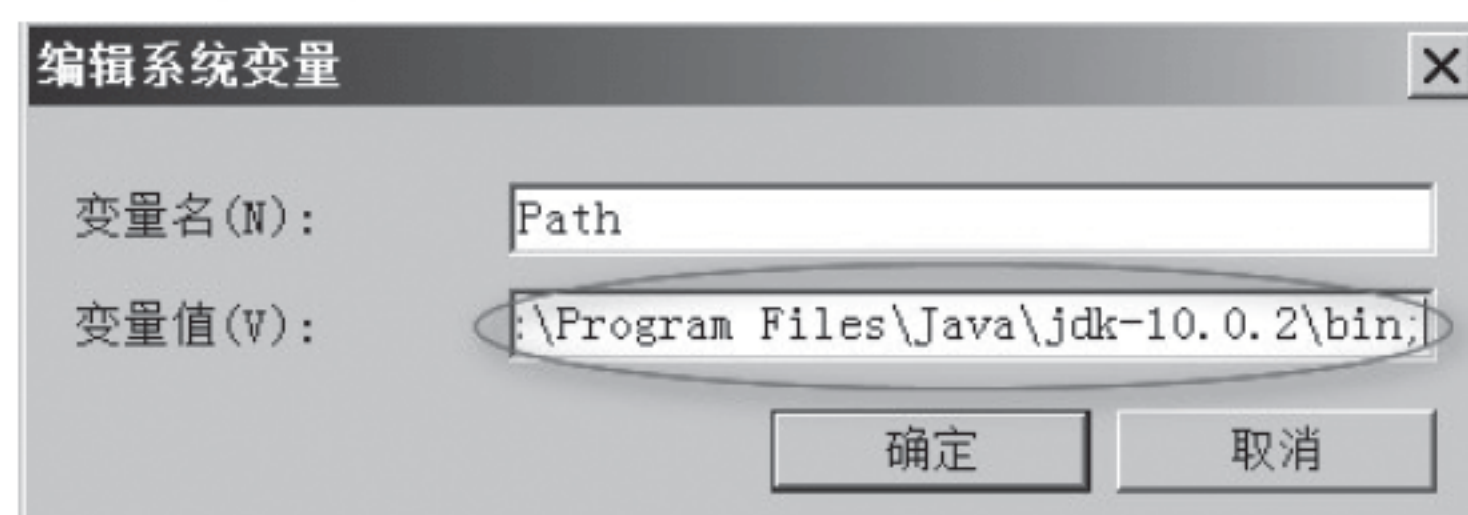 编辑系统变量
变量名(N): Path
变量值(V): :\Program Files\Java\jdk-10.0.2\bin;
确定 取消